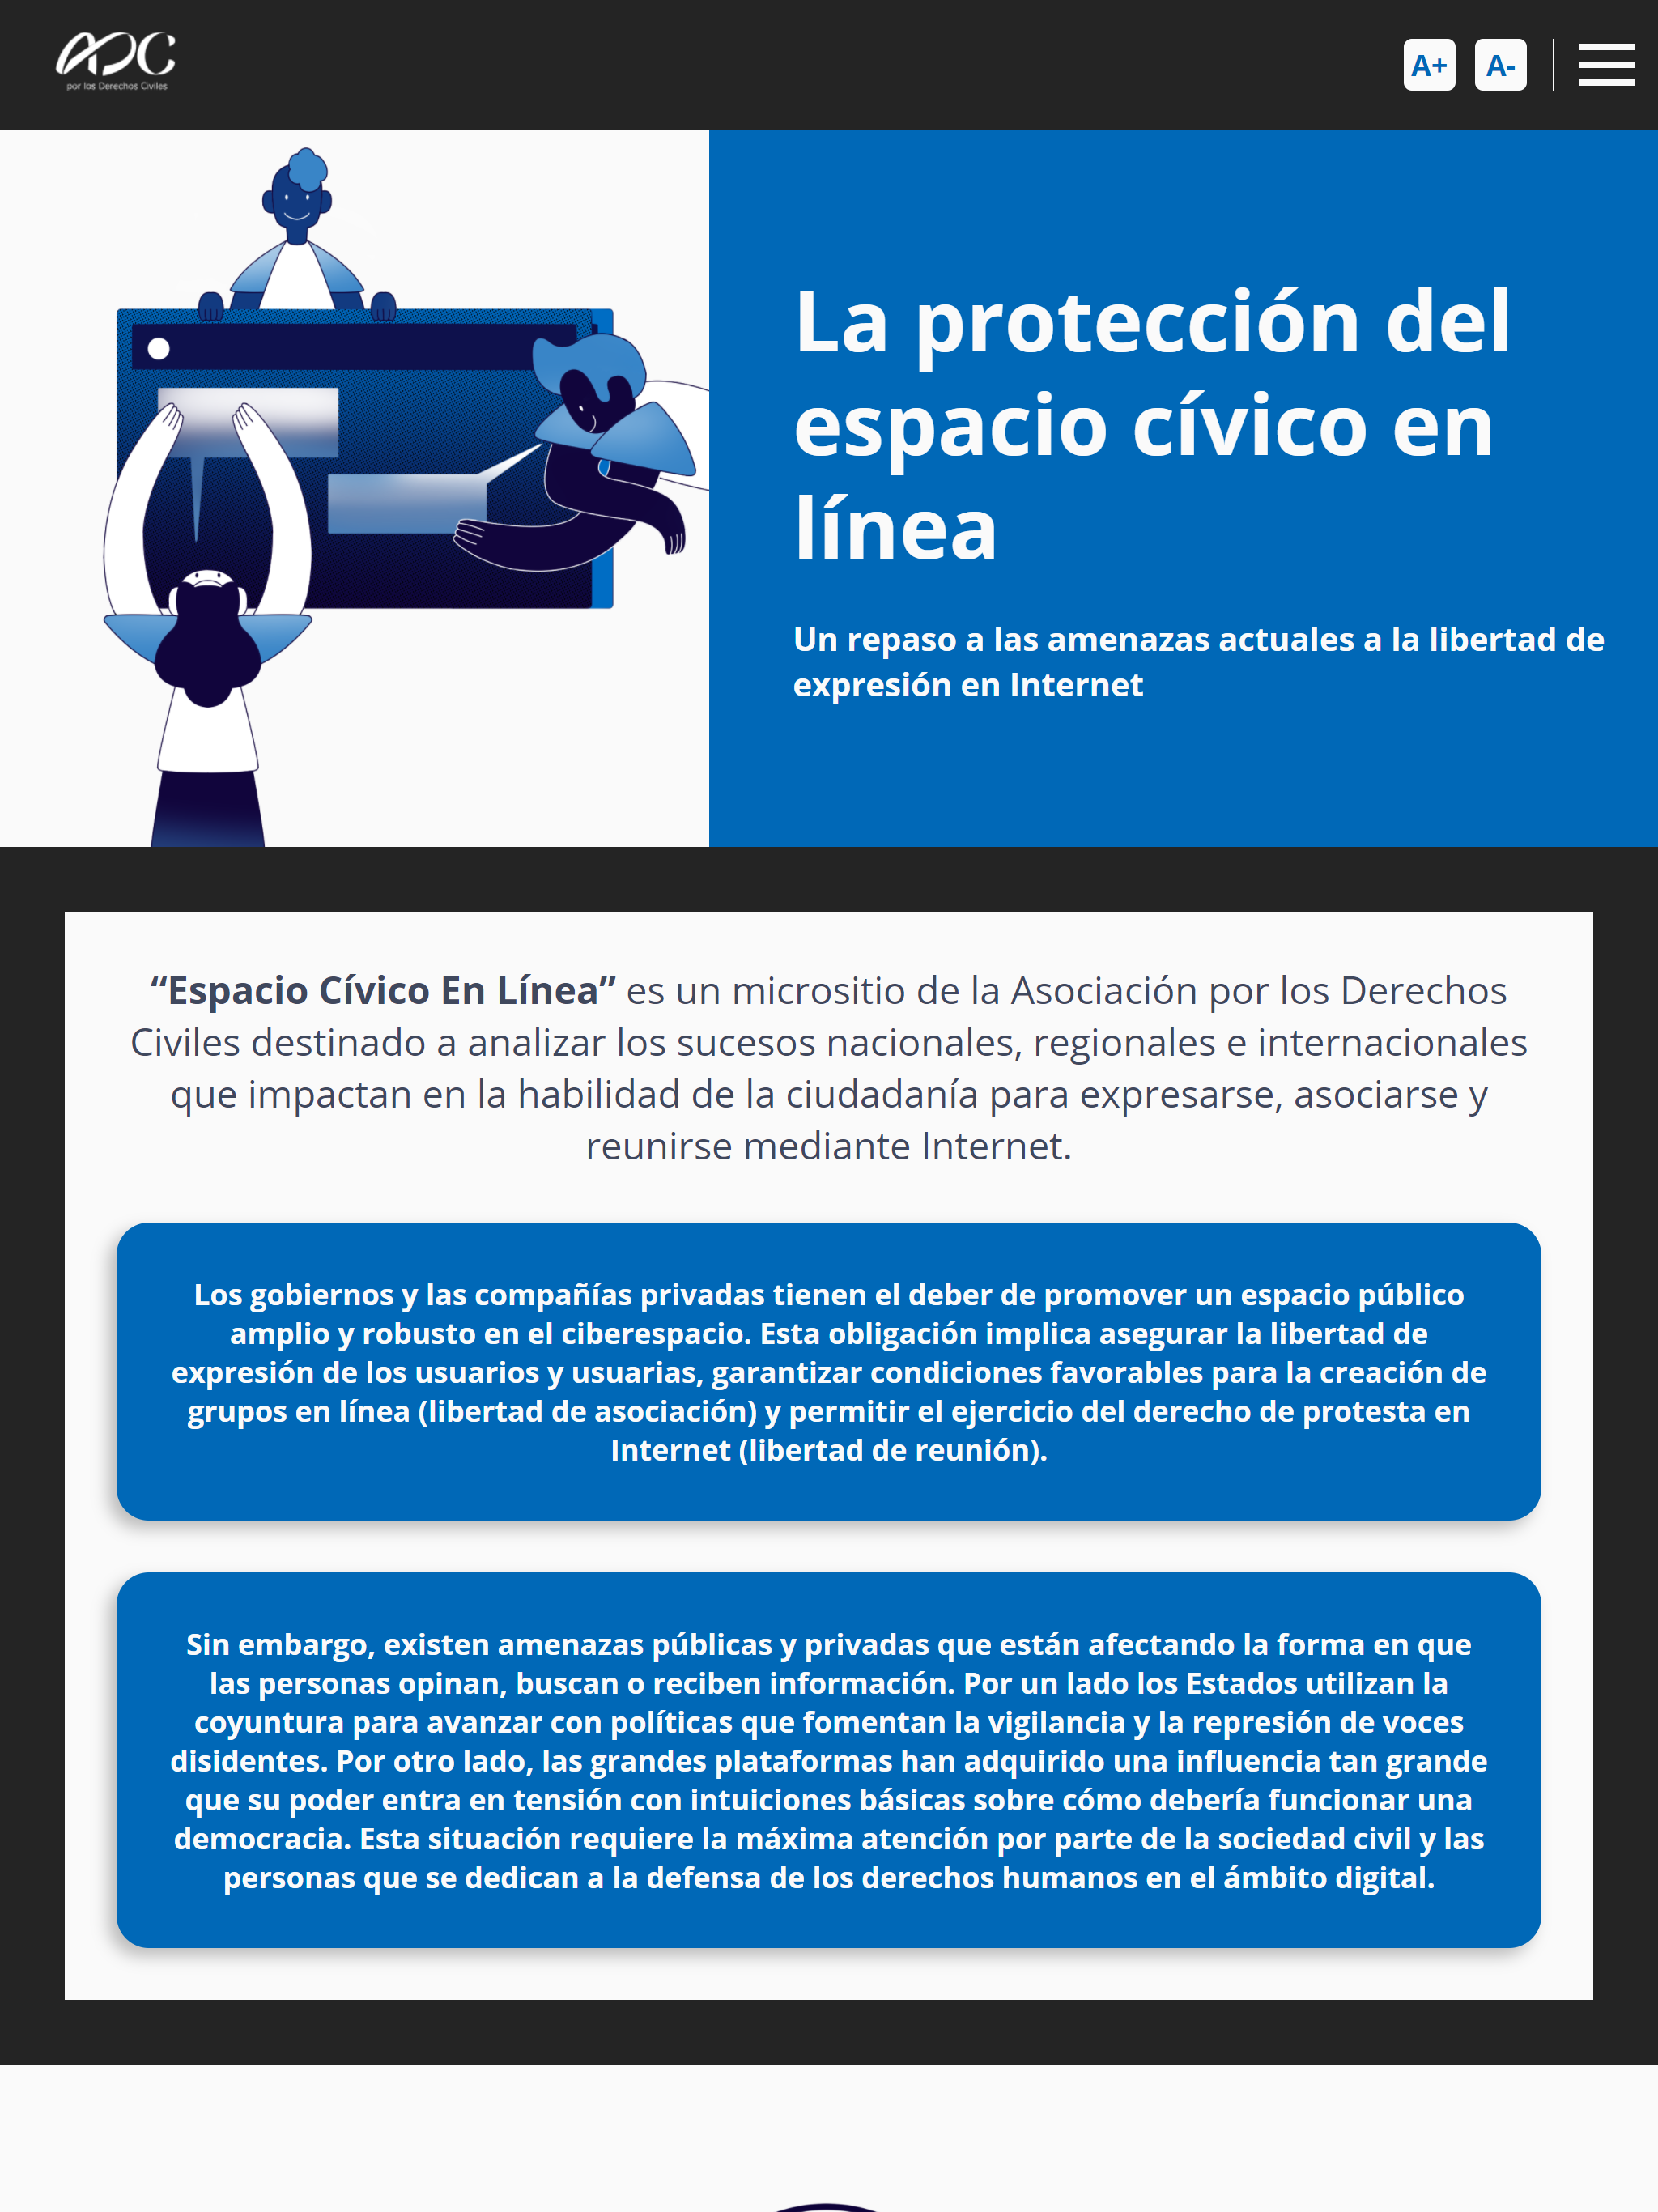 ADC
por los Derechos Civiles
A+
A-
La protección del
espacio cívico en
línea
Un repaso a las amenazas actuales a la libertad de
expresión en Internet
“Espacio Cívico En Línea” es un micrositio de la Asociación por los Derechos
Civiles destinado a analizar los sucesos nacionales, regionales e internacionales
que impactan en la habilidad de la ciudadanía para expresarse, asociarse y
reunirse mediante Internet.
Los gobiernos y las compañías privadas tienen el deber de promover un espacio público
amplio y robusto en el ciberespacio. Esta obligación implica asegurar la libertad de
expresión de los usuarios y usuarias, garantizar condiciones favorables para la creación de
grupos en línea (libertad de asociación) y permitir el ejercicio del derecho de protesta en
Internet (libertad de reunión).
Sin embargo, existen amenazas públicas y privadas que están afectando la forma en que
las personas opinan, buscan o reciben información. Por un lado los Estados utilizan la
coyuntura para avanzar con políticas que fomentan la vigilancia y la represión de voces
disidentes. Por otro lado, las grandes plataformas han adquirido una influencia tan grande
que su poder entra en tensión con intuiciones básicas sobre cómo debería funcionar una
democracia. Esta situación requiere la máxima atención por parte de la sociedad civil y las
personas que se dedican a la defensa de los derechos humanos en el ámbito digital.